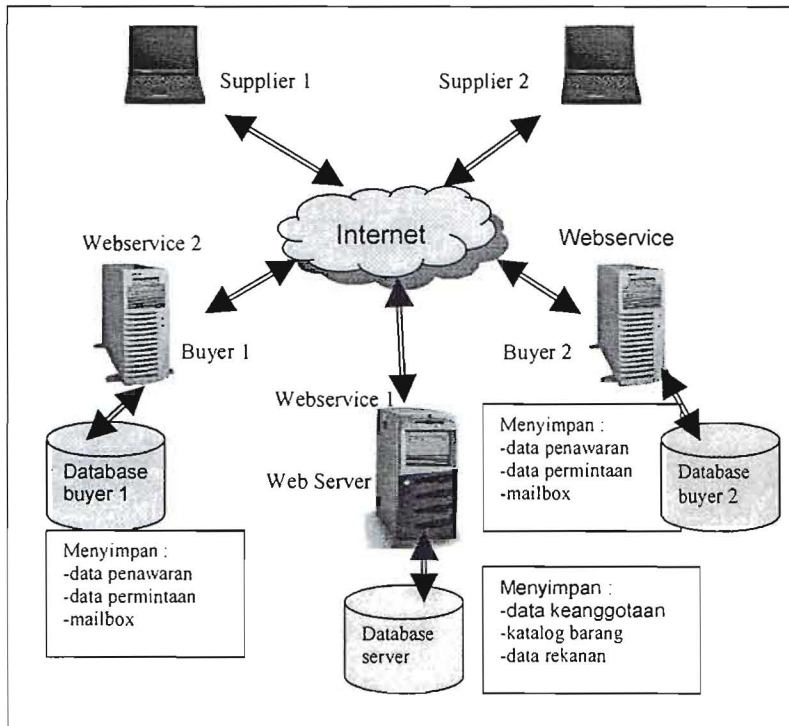 Supplier 1
Supplier 2
Internet
Webservice 2
Webservice
Buyer 1
Buyer 2
Webservice 1
Web Server
Database
buyer 1
Menyimpan :
-data penawaran
-data permintaan
-mailbox
Menyimpan :
-data penawaran
-data permintaan
-mailbox
Database
buyer 2
Database
server
Menyimpan :
-data keanggotaan
-katalog barang
-data rekanan